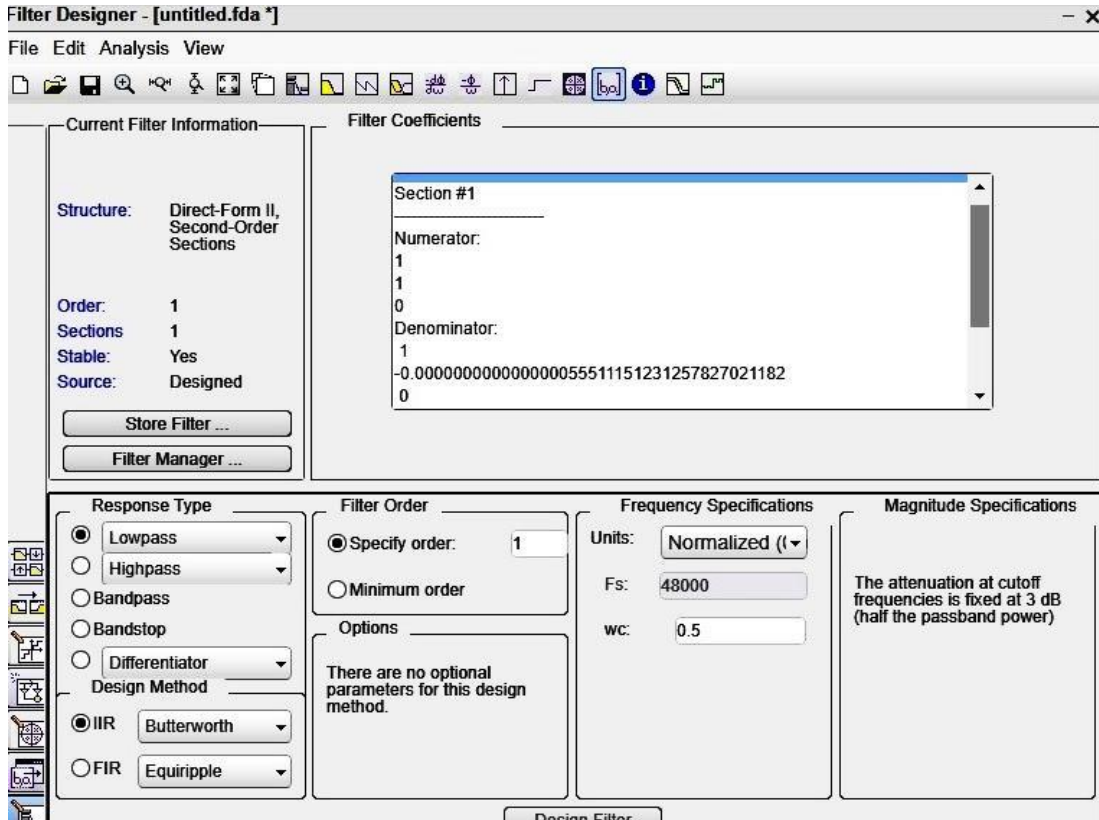 Filter Designer - [untitled.fda *]
File Edit Analysis View
Current Filter Information
Structure: Direct-Form II,
Second-Order
Sections
Order: 1
Sections 1
Stable: Yes
Source: Designed
Store Filter ...
Filter Manager ...
Filter Coefficients
Section #1
Numerator:
1
1
0
Denominator:
1
-0.000000000000000055511151231257827021182
0
Response Type
Lowpass
Highpass
Bandpass
Bandstop
Differentiator
Design Method
IIR Butterworth
FIR Equiripple
Filter Order
Specify order: 1
Minimum order
Options
There are no optional
parameters for this design
method.
Frequency Specifications
Units: Normalized ((
Fs: 48000
wc: 0.5
Magnitude Specifications
The attenuation at cutoff
frequencies is fixed at 3 dB
(half the passband power)
Design Filter